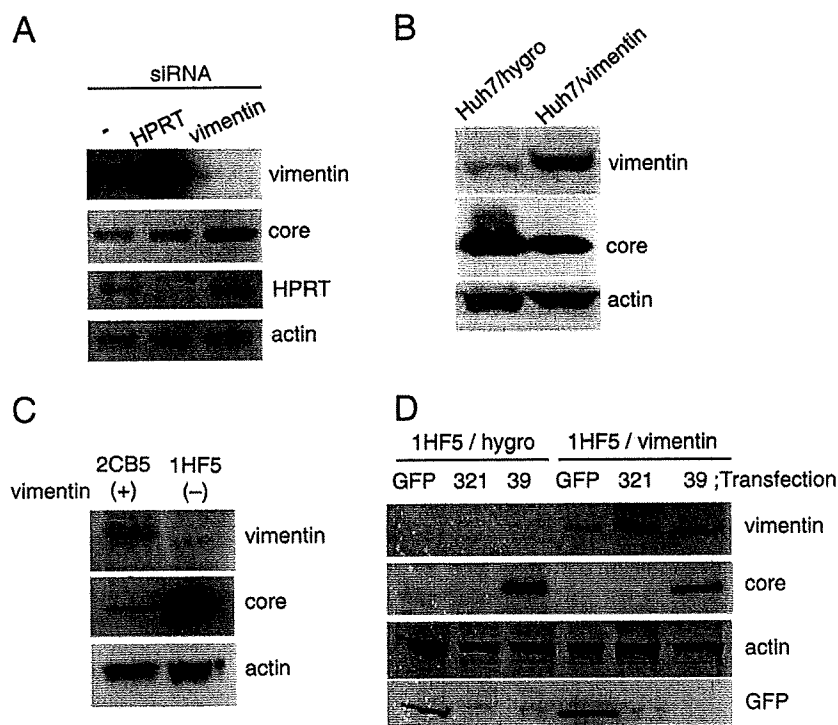 A
siRNA
- HPRT vimentin
vimentin
core
HPRT
actin
B
Huh7/hygro Huh7/vimentin
vimentin
core
actin
C
2CB5 1HF5
vimentin (+) (–)
vimentin
core
actin
D
1HF5 / hygro 1HF5 / vimentin
GFP 321 39 GFP 321 39 ;Transfection
vimentin
core
actin
GFP